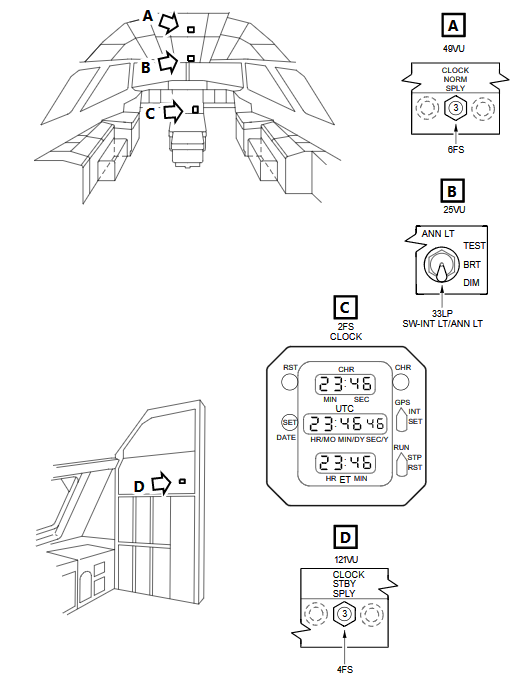 A
B
C
A
49VU
CLOCK
NORM
SPLY
3
6FS
B
25VU
ANN LT
TEST
BRT
DIM
33LP
SW-INT LT/ANN LT
C
2FS
CLOCK
RST
CHR
CHR
23:46
MIN SEC
UTC
GPS
INT
SET
SET
23:46 46
DATE
HR/MO MIN/DY SEC/Y
RUN
STP
RST
23:46
HR ET MIN
D
D
121VU
CLOCK
STBY
SPLY
3
4FS